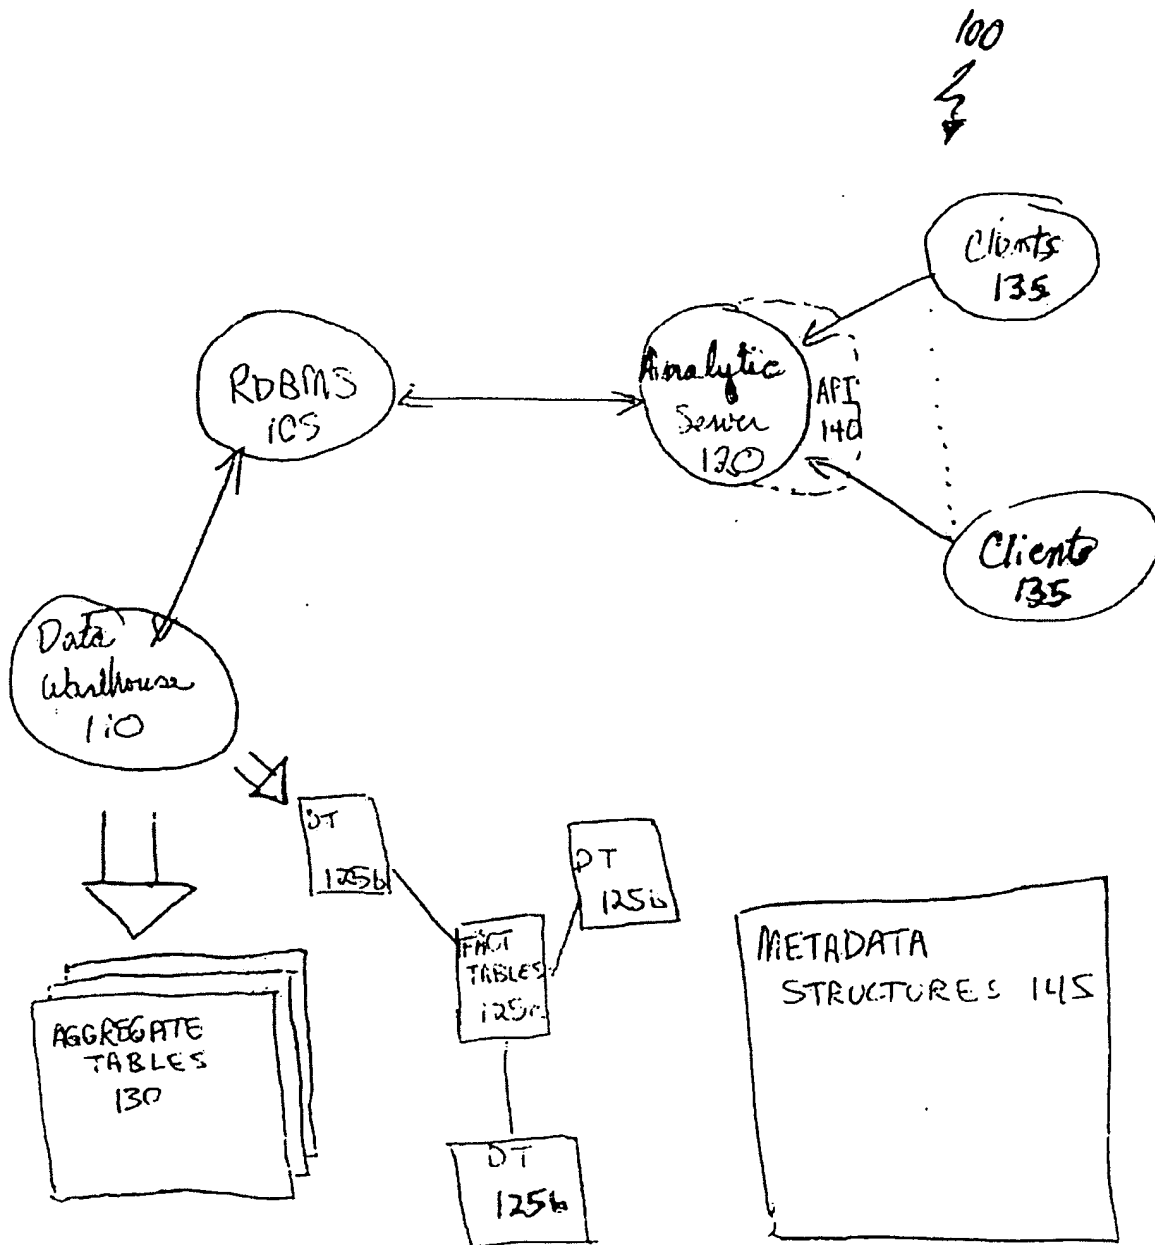 100
Clients
135
RDBMS
105
Analytic
Server
120
API
140
Clients
135
Data
Warehouse
110
DT
125b
DT
125b
FACT
TABLES
125a
METADATA
STRUCTURES 145
AGGREGATE
TABLES
130
DT
125b